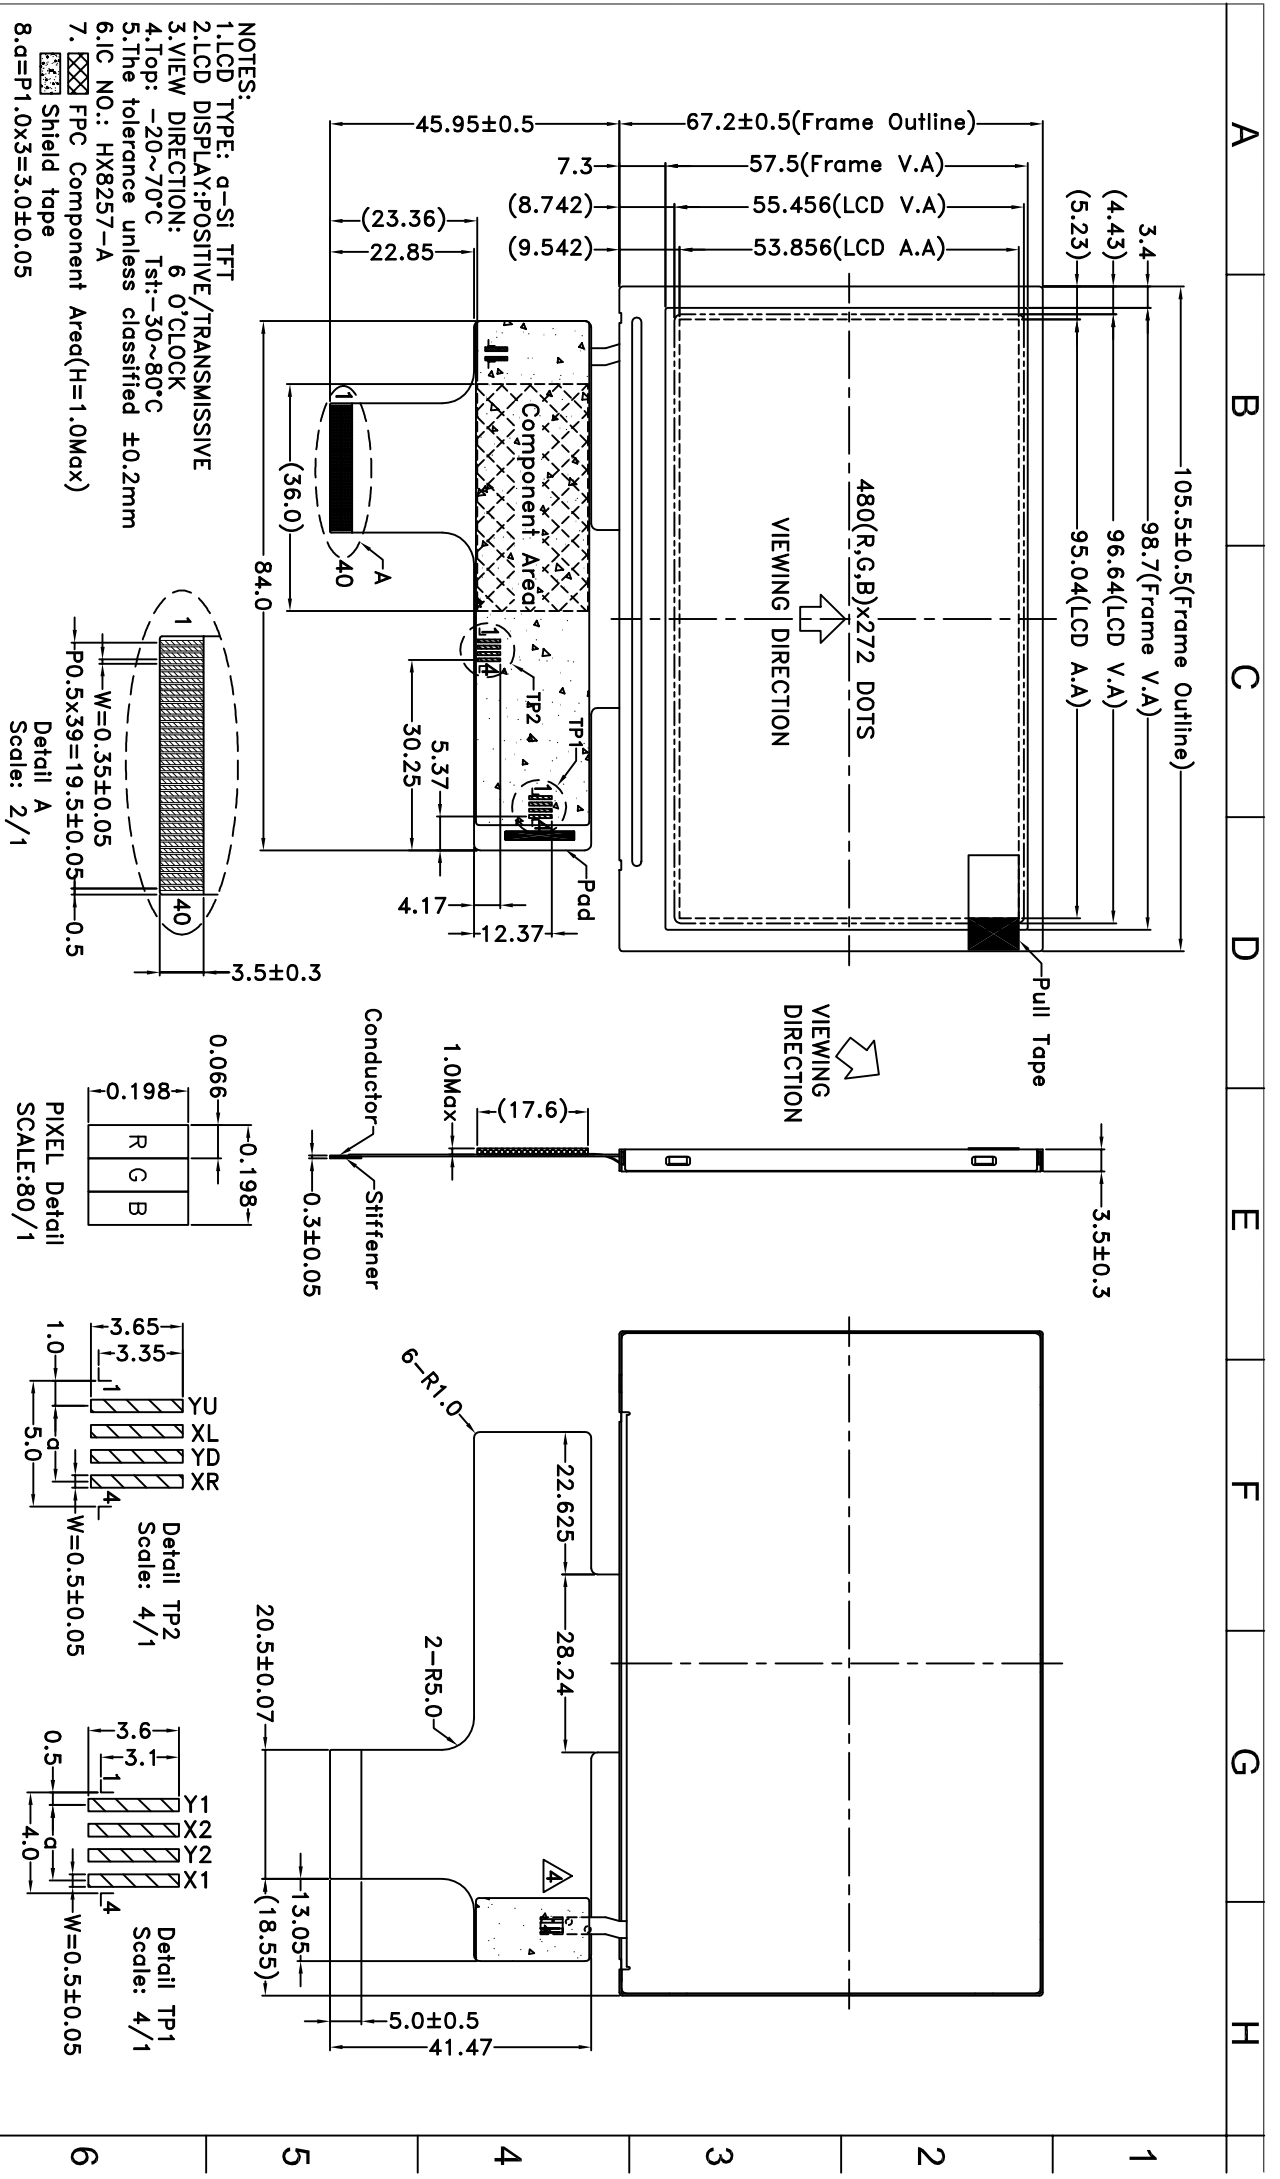 A
B
C
D
E
F
G
H
1
2
3
4
5
6
105.5±0.5(Frame Outline)
98.7(Frame V.A)
96.64(LCD V.A)
95.04(LCD A.A)
3.4
(4.43)
(5.23)
67.2±0.5(Frame Outline)
57.5(Frame V.A)
55.456(LCD V.A)
53.856(LCD A.A)
45.95±0.5
7.3
(8.742)
(9.542)
(23.36)
22.85
480(R,G,B)x272 DOTS
VIEWING DIRECTION
Pull Tape
Component Area
1
40
A
(36.0)
84.0
1
4
TP2
TP1
1
4
5.37
30.25
Pad
4.17
12.37
VIEWING
DIRECTION
3.5±0.3
(17.6)
1.0Max
Conductor
Stiffener
0.3±0.05
6-R1.0
22.625
28.24
2-R5.0
20.5±0.07
4
13.05
(18.55)
5.0±0.5
41.47
NOTES:
1.LCD TYPE: a-Si TFT
2.LCD DISPLAY:POSITIVE/TRANSMISSIVE
3.VIEW DIRECTION: 6 O'CLOCK
4.Top: -20~70°C Tst:-30~80°C
5.The tolerance unless classified ±0.2mm
6.IC NO.: HX8257-A
7. FPC Component Area(H=1.0Max)
Shield tape
8.a=P1.0x3=3.0±0.05
1
40
W=0.35±0.05
P0.5x39=19.5±0.05
0.5
3.5±0.3
Detail A
Scale: 2/1
0.066
0.198
0.198
R G B
PIXEL Detail
SCALE:80/1
3.65
3.35
1.0
1
YU
XL
YD
XR
4
a
5.0
W=0.5±0.05
Detail TP2
Scale: 4/1
3.6
3.1
0.5
1
Y1
X2
Y2
X1
4
a
4.0
W=0.5±0.05
Detail TP1
Scale: 4/1